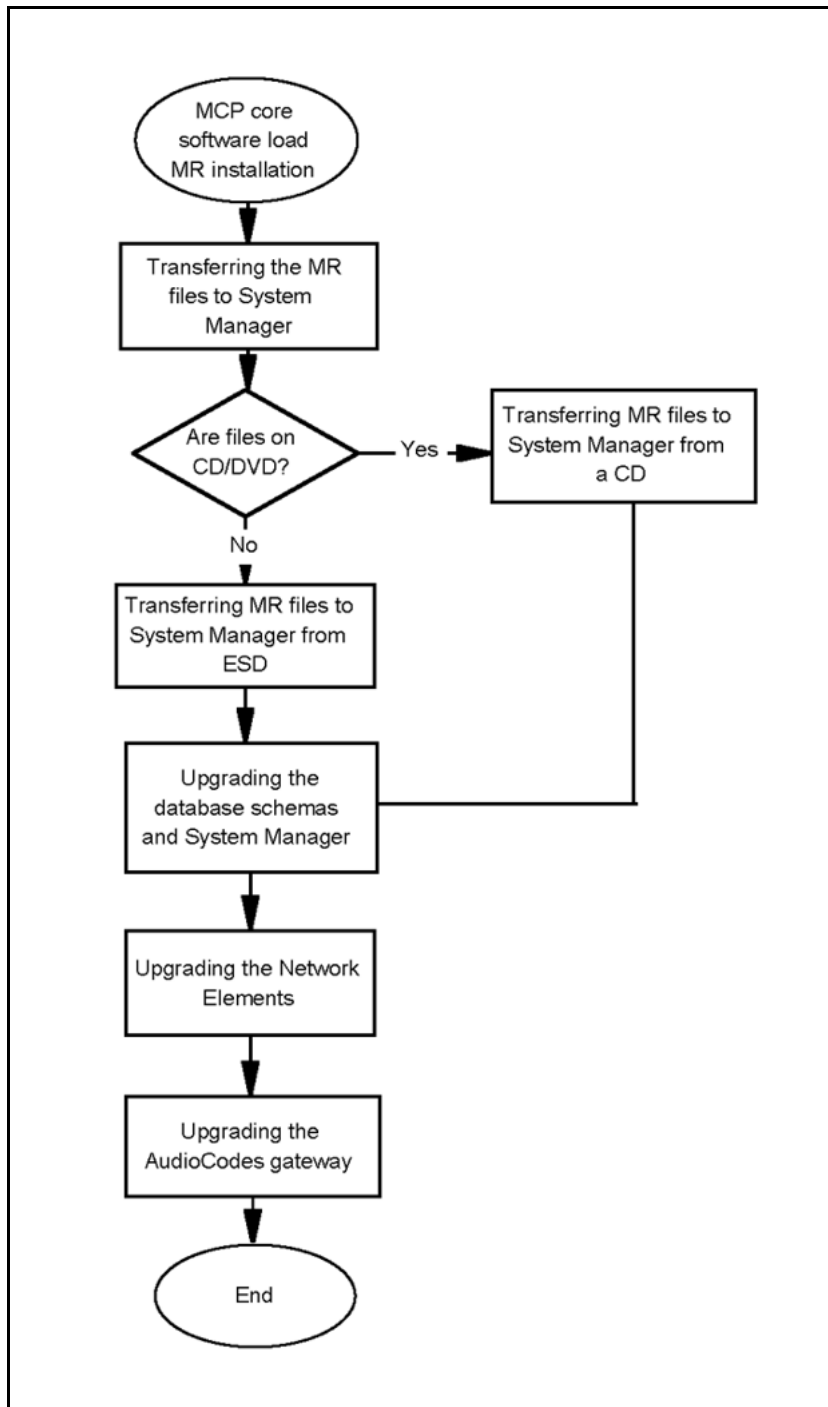 MCP core
software load
MR installation
Transferring the MR
files to System
Manager
Are files on
CD/DVD?
Yes
Transferring MR files to
System Manager from
a CD
No
Transferring MR files to
System Manager from
ESD
Upgrading the
database schemas
and System Manager
Upgrading the Network
Elements
Upgrading the
AudioCodes gateway
End